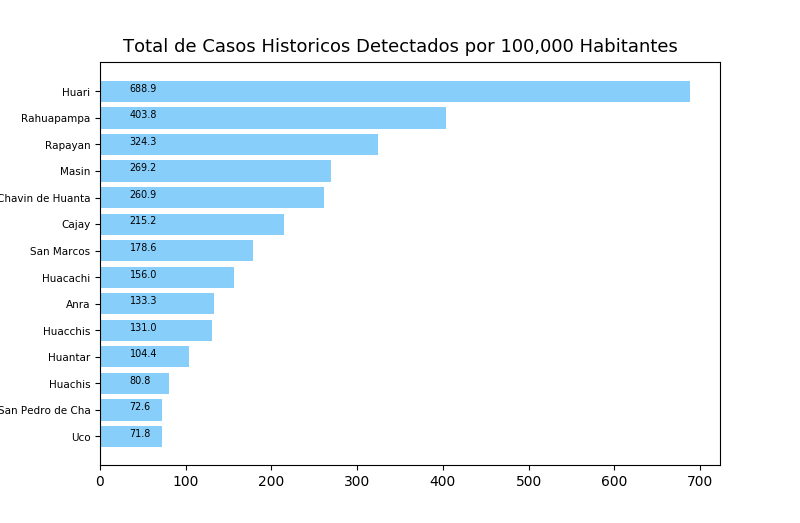 Total de Casos Historicos Detectados por 100,000 Habitantes
Huari 688.9
Rahuapampa 403.8
Rapayan 324.3
Masin 269.2
Chavin de Huanta 260.9
Cajay 215.2
San Marcos 178.6
Huacachi 156.0
Anra 133.3
Huacchis 131.0
Huantar 104.4
Huachis 80.8
San Pedro de Cha 72.6
Uco 71.8
0 100 200 300 400 500 600 700